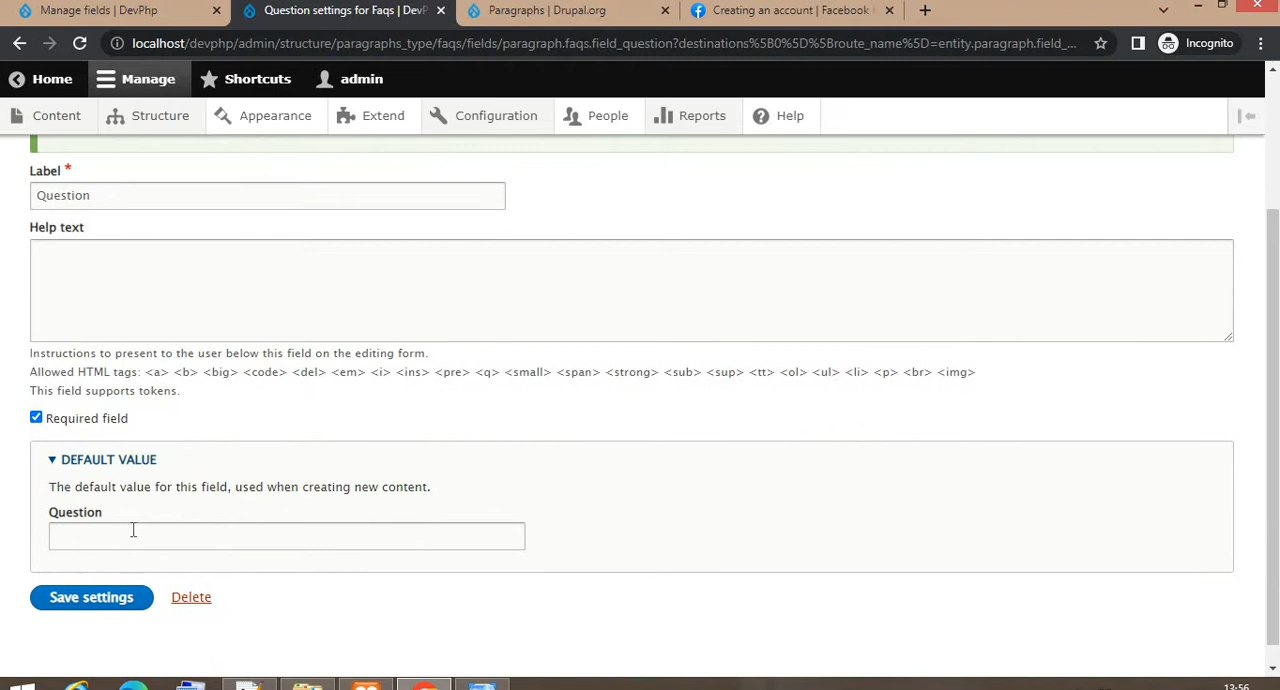 Manage fields | DevPhp
Question settings for Faqs | DevP
Paragraphs | Drupal.org
Creating an account | Facebook H
localhost/devphp/admin/structure/paragraphs_type/faqs/fields/paragraph.faqs.field_question?destinations%5B0%5D%5Broute_name%5D=entity.paragraph.field_...
Incognito
Home
Manage
Shortcuts
admin
Content
Structure
Appearance
Extend
Configuration
People
Reports
Help
Label *
Question
Help text
Instructions to present to the user below this field on the editing form.
Allowed HTML tags: <a> <b> <big> <code> <del> <em> <i> <ins> <pre> <q> <small> <span> <strong> <sub> <sup> <tt> <ol> <ul> <li> <p> <br> <img>
This field supports tokens.
Required field
DEFAULT VALUE
The default value for this field, used when creating new content.
Question
Save settings
Delete
13:56